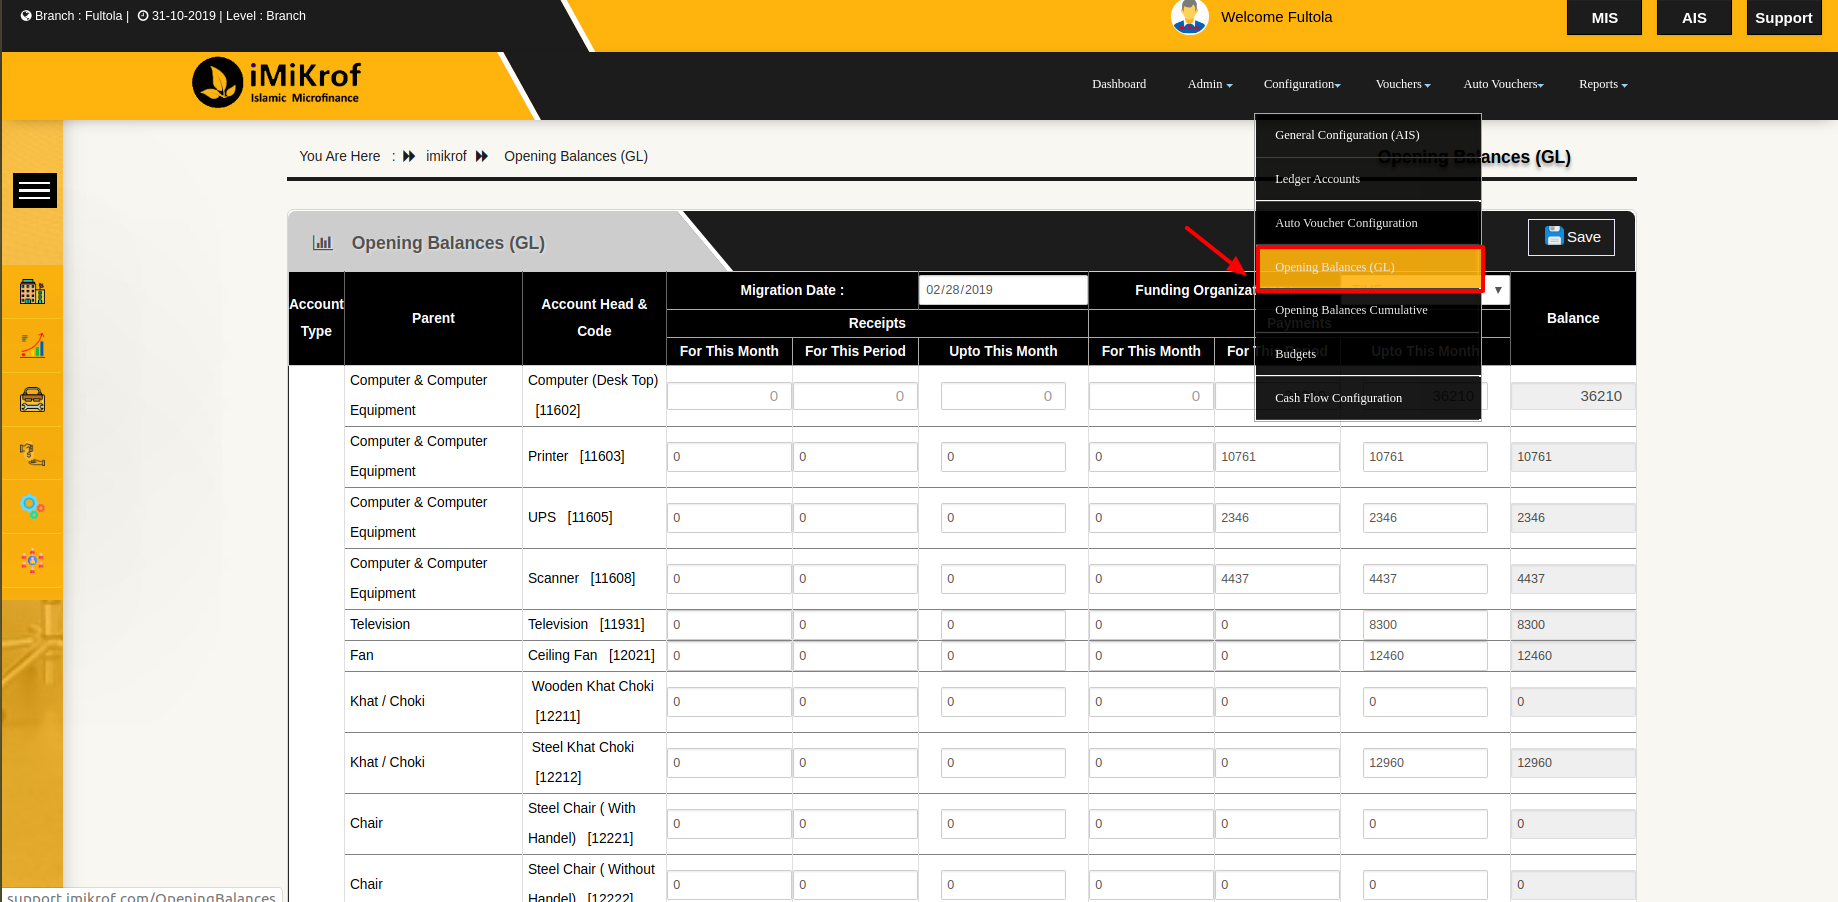 Branch : Fultola | 31-10-2019 | Level : Branch
Welcome Fultola
MIS
AIS
Support
iMiKrof
Islamic Microfinance
Dashboard
Admin
Configuration
Vouchers
Auto Vouchers
Reports
General Configuration (AIS)
Ledger Accounts
Auto Voucher Configuration
Opening Balances (GL)
Opening Balances Cumulative
Budgets
Cash Flow Configuration
You Are Here : imikrof Opening Balances (GL)
Opening Balances (GL)
Opening Balances (GL)
Save
Account Type
Parent
Account Head & Code
Migration Date :
02/28/2019
Funding Organizat
Balance
Receipts
Payments
For This Month
For This Period
Upto This Month
For This Month
For This Period
Upto This Month
Computer & Computer Equipment
Computer (Desk Top) [11602]
0 0 0 0 36210 36210
Computer & Computer Equipment
Printer [11603]
0 0 0 0 10761 10761 10761
Computer & Computer Equipment
UPS [11605]
0 0 0 0 2346 2346 2346
Computer & Computer Equipment
Scanner [11608]
0 0 0 0 4437 4437 4437
Television
Television [11931]
0 0 0 0 0 8300 8300
Fan
Ceiling Fan [12021]
0 0 0 0 0 12460 12460
Khat / Choki
Wooden Khat Choki [12211]
0 0 0 0 0 0 0
Khat / Choki
Steel Khat Choki [12212]
0 0 0 0 0 12960 12960
Chair
Steel Chair ( With Handel) [12221]
0 0 0 0 0 0 0
Chair
Steel Chair ( Without Handel) [12222]
0 0 0 0 0 0 0
support.imikrof.com/OpeningBalances